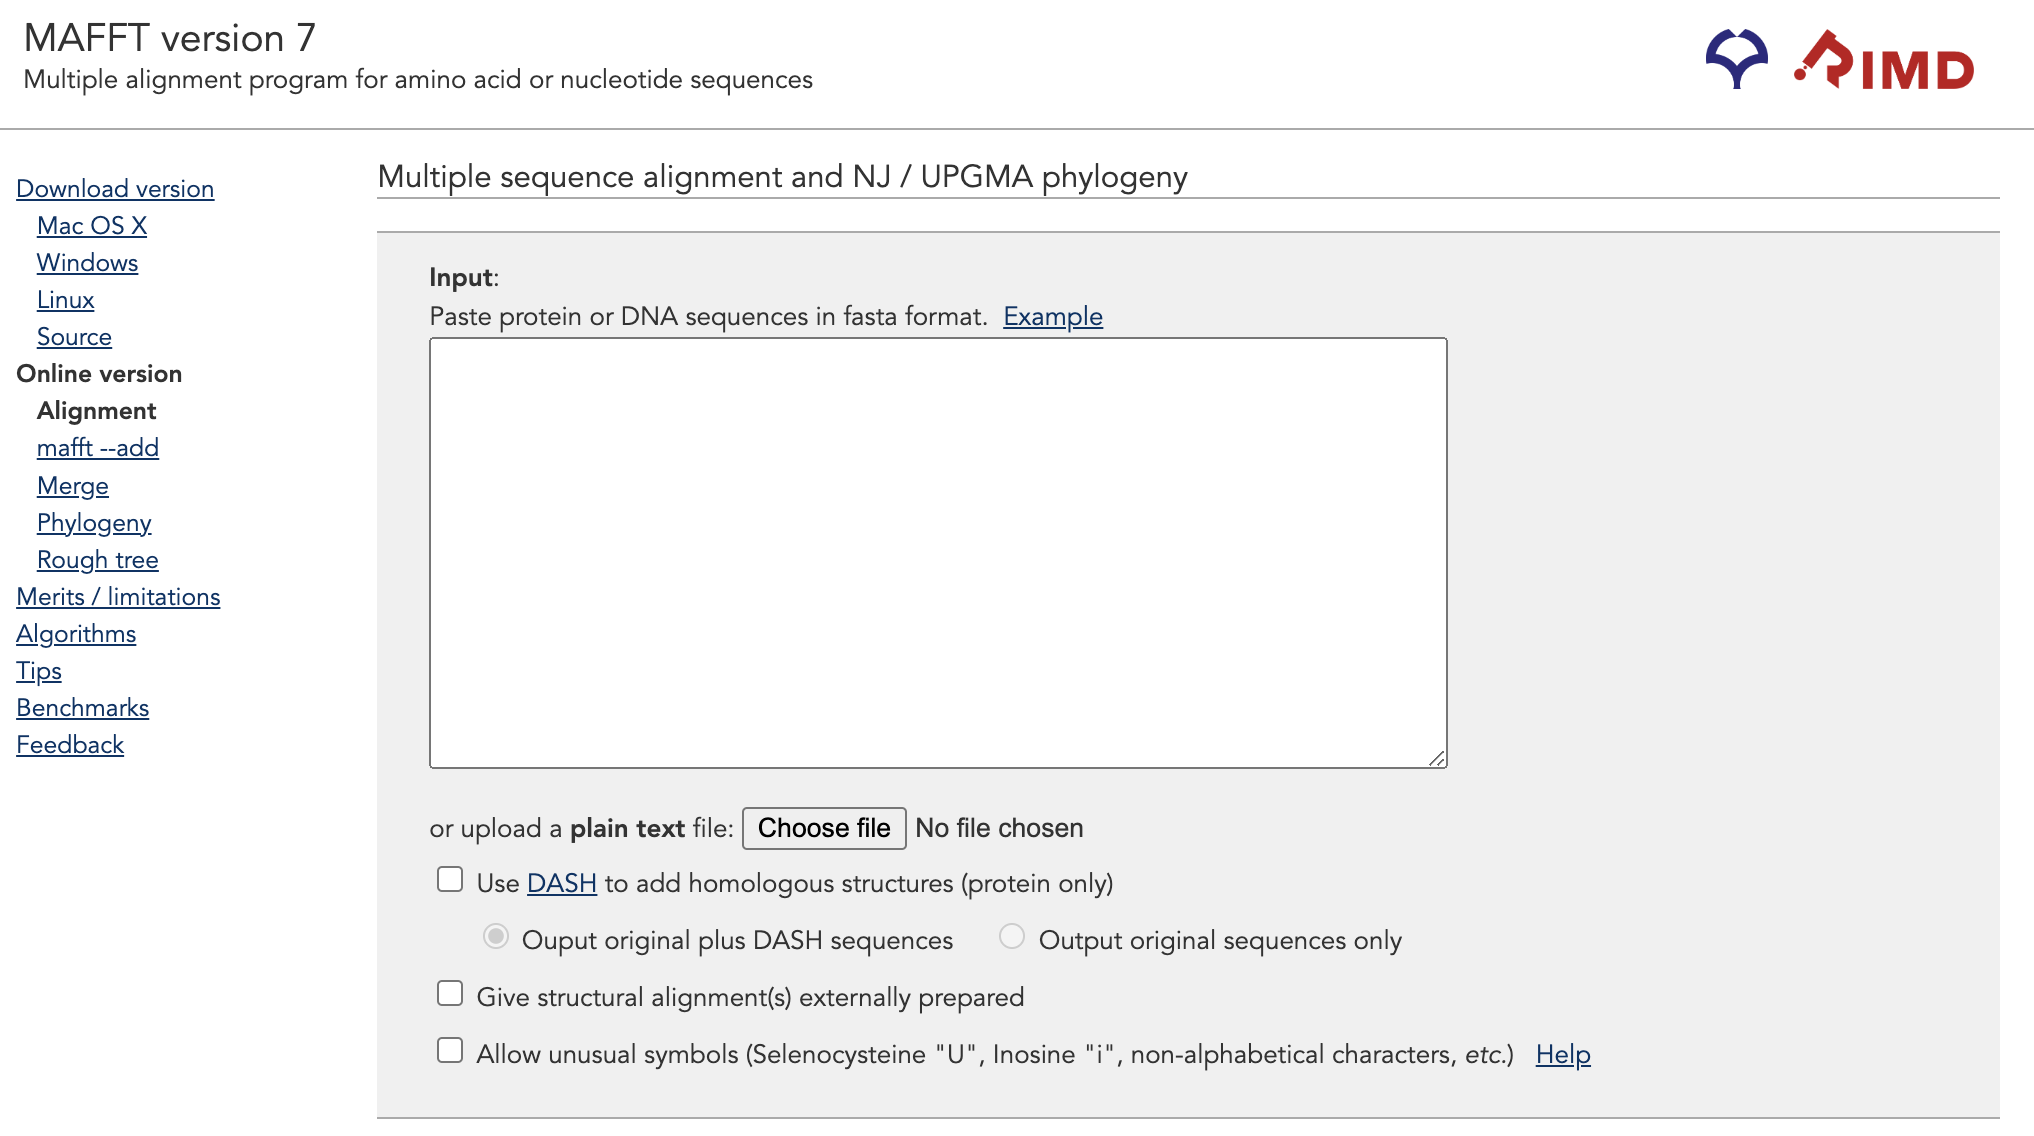 MAFFT version 7
Multiple alignment program for amino acid or nucleotide sequences
RIMD
Download version
Mac OS X
Windows
Linux
Source
Online version
Alignment
mafft --add
Merge
Phylogeny
Rough tree
Merits / limitations
Algorithms
Tips
Benchmarks
Feedback
Multiple sequence alignment and NJ / UPGMA phylogeny
Input:
Paste protein or DNA sequences in fasta format. Example
or upload a plain text file: Choose file No file chosen
Use DASH to add homologous structures (protein only)
Ouput original plus DASH sequences Output original sequences only
Give structural alignment(s) externally prepared
Allow unusual symbols (Selenocysteine "U", Inosine "i", non-alphabetical characters, etc.) Help